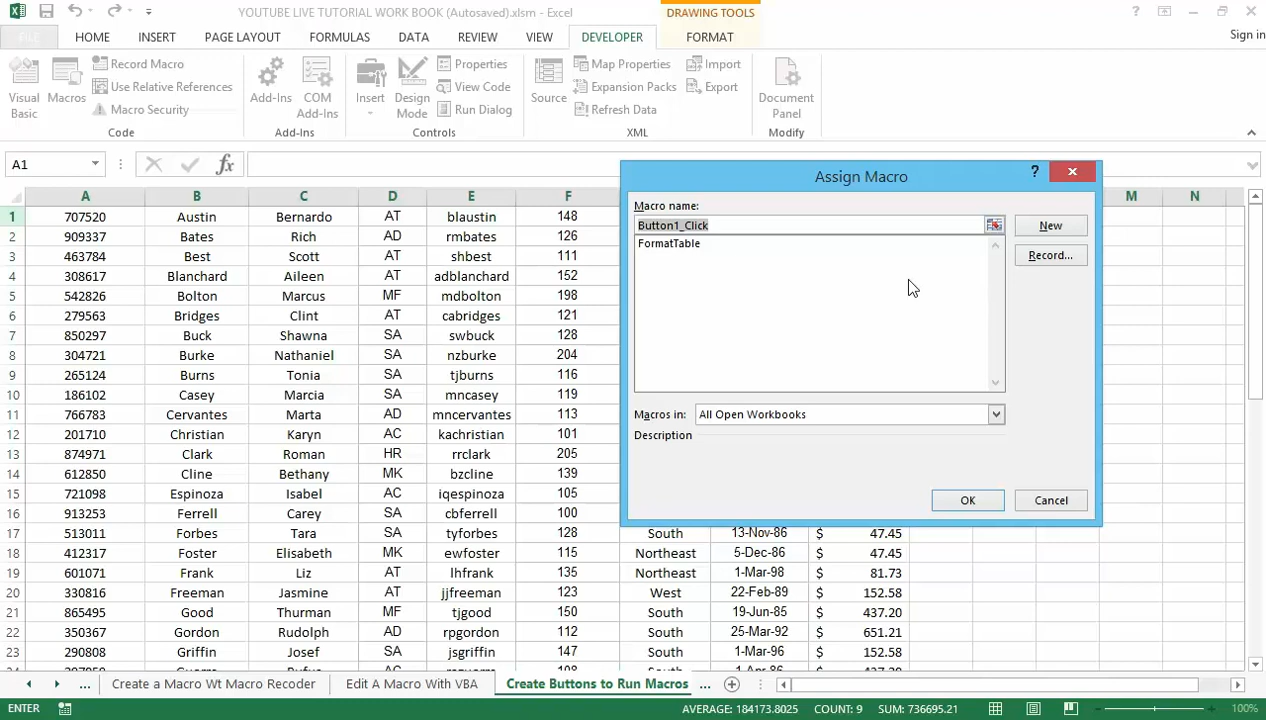 YOUTUBE LIVE TUTORIAL WORK BOOK (Autosaved).xlsm - Excel
DRAWING TOOLS
?
FILE HOME INSERT PAGE LAYOUT FORMULAS DATA REVIEW VIEW DEVELOPER FORMAT Sign in
Visual Basic
Macros
Record Macro
Use Relative References
Macro Security
Code
Add-Ins
COM Add-Ins
Add-Ins
Insert
Design Mode
Properties
View Code
Run Dialog
Controls
Source
Map Properties
Expansion Packs
Refresh Data
Import
Export
XML
Document Panel
Modify
A1 fx
A B C D E F M N
1 707520 Austin Bernardo AT blaustin 148
2 909337 Bates Rich AD rmbates 126
3 463784 Best Scott AT shbest 111
4 308617 Blanchard Aileen AT adblanchard 152
5 542826 Bolton Marcus MF mdbolton 198
6 279563 Bridges Clint AT cabridges 121
7 850297 Buck Shawna SA swbuck 128
8 304721 Burke Nathaniel SA nzburke 204
9 265124 Burns Tonia SA tjburns 116
10 186102 Casey Marcia SA mncasey 119
11 766783 Cervantes Marta AD mncervantes 113
12 201710 Christian Karyn AC kachristian 101
13 874971 Clark Roman HR rrclark 205
14 612850 Cline Bethany MK bzcline 139
15 721098 Espinoza Isabel AC iqespinoza 105
16 913253 Ferrell Carey SA cbferrell 100
17 513011 Forbes Tara SA tyforbes 128 South 13-Nov-86 $ 47.45
18 412317 Foster Elisabeth MK ewfoster 115 Northeast 5-Dec-86 $ 47.45
19 601071 Frank Liz AT lhfrank 135 Northeast 1-Mar-98 $ 81.73
20 330816 Freeman Jasmine AT jjfreeman 123 West 22-Feb-89 $ 152.58
21 865495 Good Thurman MF tjgood 150 South 19-Jun-85 $ 437.20
22 350367 Gordon Rudolph AD rpgordon 112 South 25-Mar-92 $ 651.21
23 290808 Griffin Josef SA jsgriffin 147 South 1-Mar-96 $ 152.58
Assign Macro
?
Macro name:
Button1_Click
FormatTable
New
Record...
Macros in: All Open Workbooks
Description
OK
Cancel
... Create a Macro Wt Macro Recoder Edit A Macro With VBA Create Buttons to Run Macros ...
ENTER AVERAGE: 184173.8025 COUNT: 9 SUM: 736695.21 100%